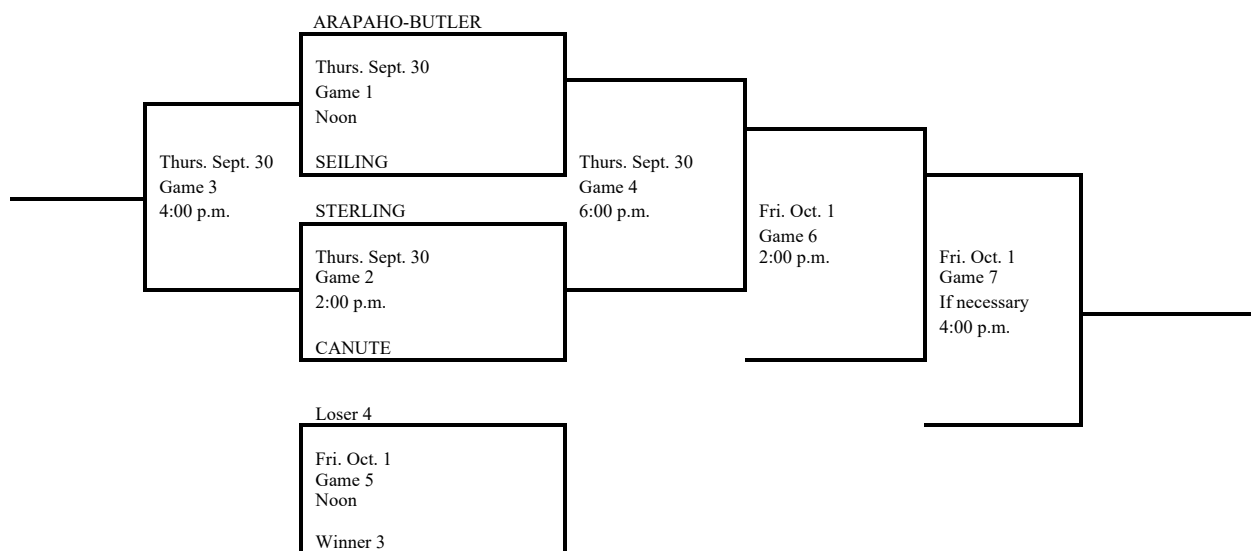 ARAPAHO-BUTLER
Thurs. Sept. 30
Game 1
Noon
SEILING
Thurs. Sept. 30
Game 3
4:00 p.m.
STERLING
Thurs. Sept. 30
Game 2
2:00 p.m.
CANUTE
Thurs. Sept. 30
Game 4
6:00 p.m.
Fri. Oct. 1
Game 6
2:00 p.m.
Fri. Oct. 1
Game 7
If necessary
4:00 p.m.
Loser 4
Fri. Oct. 1
Game 5
Noon
Winner 3